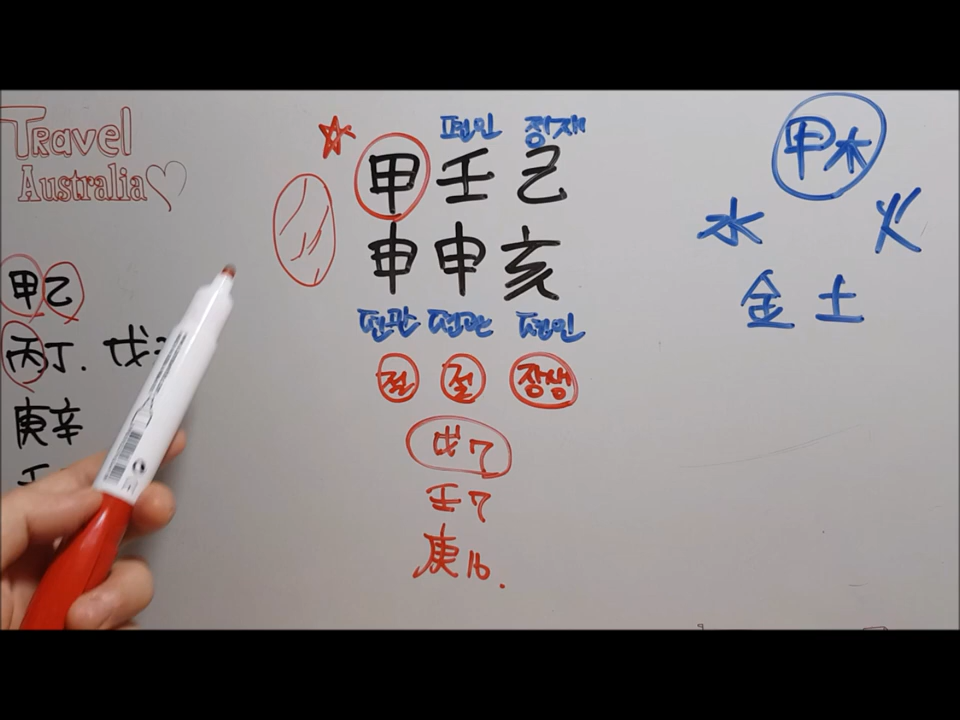 Travel
Australia
甲乙
丙丁. 戊
庚辛
壬
편인 정재
甲壬己
申申亥
편관 편관 편인
절 절 장생
戊7
壬7
庚16.
甲木
水 火
金 土